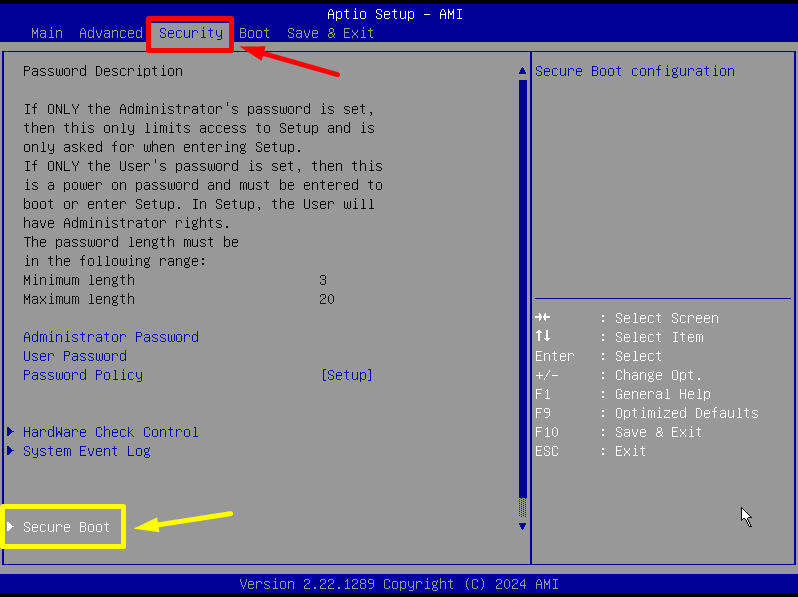 Aptio Setup - AMI
Main Advanced Security Boot Save & Exit
Password Description
If ONLY the Administrator's password is set,
then this only limits access to Setup and is
only asked for when entering Setup.
If ONLY the User's password is set, then this
is a power on password and must be entered to
boot or enter Setup. In Setup, the User will
have Administrator rights.
The password length must be
in the following range:
Minimum length 3
Maximum length 20
Administrator Password
User Password
Password Policy [Setup]
HardWare Check Control
System Event Log
Secure Boot
Secure Boot configuration
→←: Select Screen
↑↓: Select Item
Enter : Select
+/- : Change Opt.
F1 : General Help
F9 : Optimized Defaults
F10 : Save & Exit
ESC : Exit
Version 2.22.1289 Copyright (C) 2024 AMI